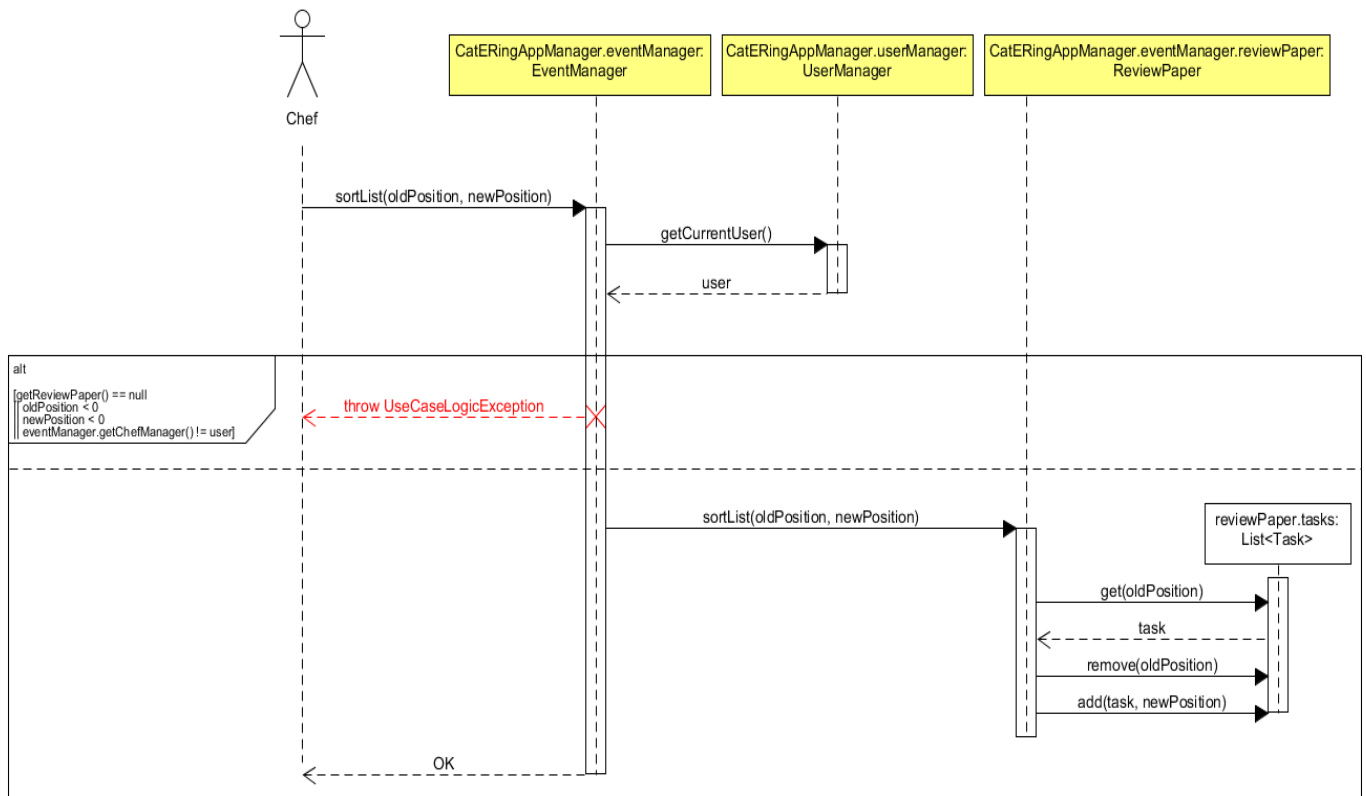 CatERingAppManager.eventManager:
EventManager
CatERingAppManager.userManager:
UserManager
CatERingAppManager.eventManager.reviewPaper:
ReviewPaper
Chef
sortList(oldPosition, newPosition)
getCurrentUser()
user
alt
[getReviewPaper() == null
|| oldPosition < 0
|| newPosition < 0
|| eventManager.getChefManager() != user]
throw UseCaseLogicException
sortList(oldPosition, newPosition)
reviewPaper.tasks:
List<Task>
get(oldPosition)
task
remove(oldPosition)
add(task, newPosition)
OK